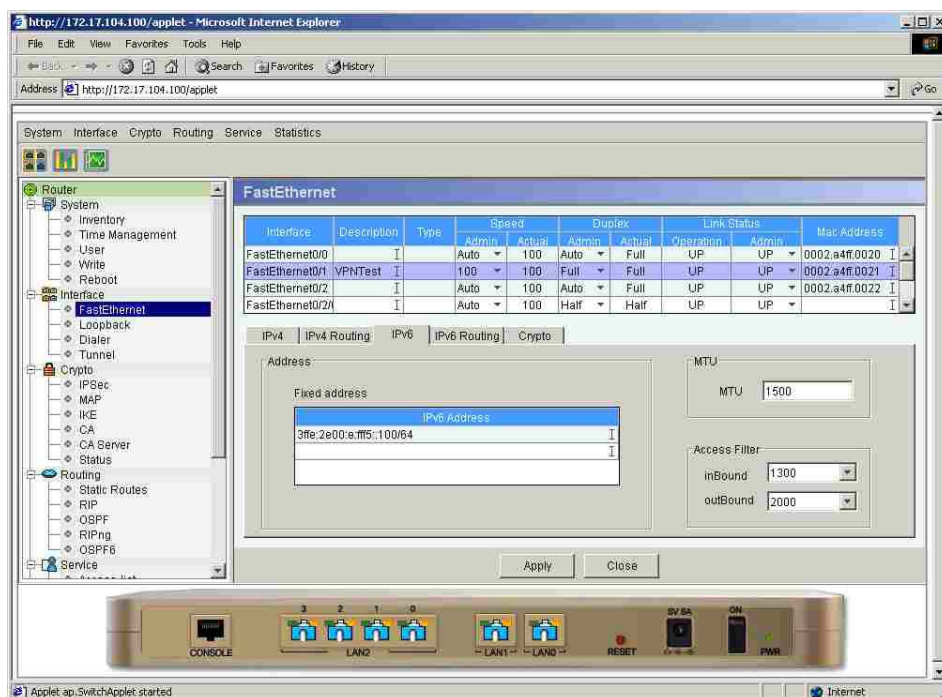 http://172.17.104.100/applet - Microsoft Internet Explorer
File Edit View Favorites Tools Help
Back Search Favorites History
Address http://172.17.104.100/applet Go
System Interface Crypto Routing Service Statistics
Router
System
Inventory
Time Management
User
Write
Reboot
Interface
FastEthernet
Loopback
Dialer
Tunnel
Crypto
IPSec
MAP
IKE
CA
CA Server
Status
Routing
Static Routes
RIP
OSPF
RIPng
OSPF6
Service
FastEthernet
Interface Description Type Speed Duplex Link Status Mac Address
Admin Actual Admin Actual Operation Admin
FastEthernet0/0 Auto 100 Auto Full UP UP 0002.a4ff.0020
FastEthernet0/1 VPNTest 100 100 Full Full UP UP 0002.a4ff.0021
FastEthernet0/2 Auto 100 Auto Full UP UP 0002.a4ff.0022
FastEthernet0/2/ Auto 100 Half Half UP UP
IPv4 IPv4 Routing IPv6 IPv6 Routing Crypto
Address
Fixed address
IPv6 Address
3ffe:2e00:e:fff5::100/64
MTU
MTU 1500
Access Filter
inBound 1300
outBound 2000
Apply Close
CONSOLE
3 2 1 0
LAN2
LAN1 LAN0
RESET
5V 5A
ON
PWR
Applet ap.SwitchApplet started
Internet